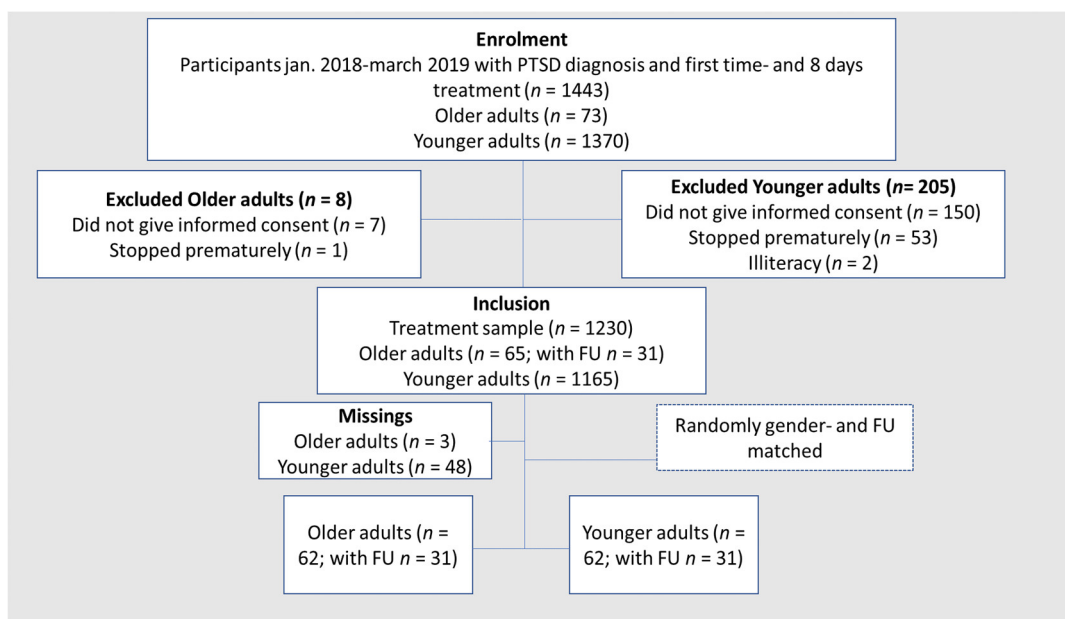 Enrolment
Participants jan. 2018-march 2019 with PTSD diagnosis and first time- and 8 days
treatment (n = 1443)
Older adults (n = 73)
Younger adults (n = 1370)
Excluded Older adults (n = 8)
Did not give informed consent (n = 7)
Stopped prematurely (n = 1)
Excluded Younger adults (n= 205)
Did not give informed consent (n = 150)
Stopped prematurely (n = 53)
Illiteracy (n = 2)
Inclusion
Treatment sample (n = 1230)
Older adults (n = 65; with FU n = 31)
Younger adults (n = 1165)
Missings
Older adults (n = 3)
Younger adults (n = 48)
Randomly gender- and FU
matched
Older adults (n =
62; with FU n = 31)
Younger adults (n =
62; with FU n = 31)